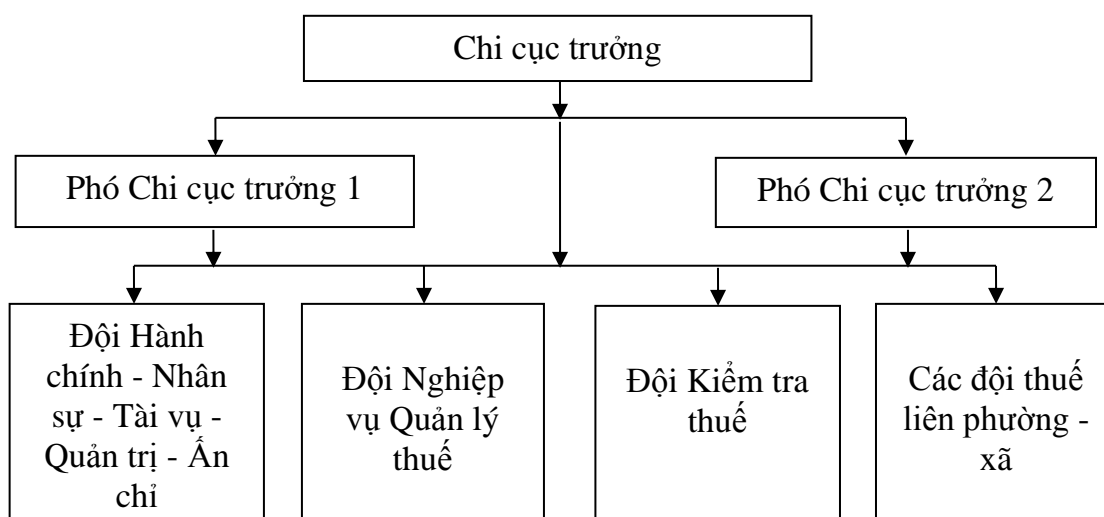 Chi cục trưởng
Phó Chi cục trưởng 1
Phó Chi cục trưởng 2
Đội Hành
chính - Nhân
sự - Tài vụ -
Quản trị - Ấn
chỉ
Đội Nghiệp
vụ Quản lý
thuế
Đội Kiểm tra
thuế
Các đội thuế
liên phường -
xã